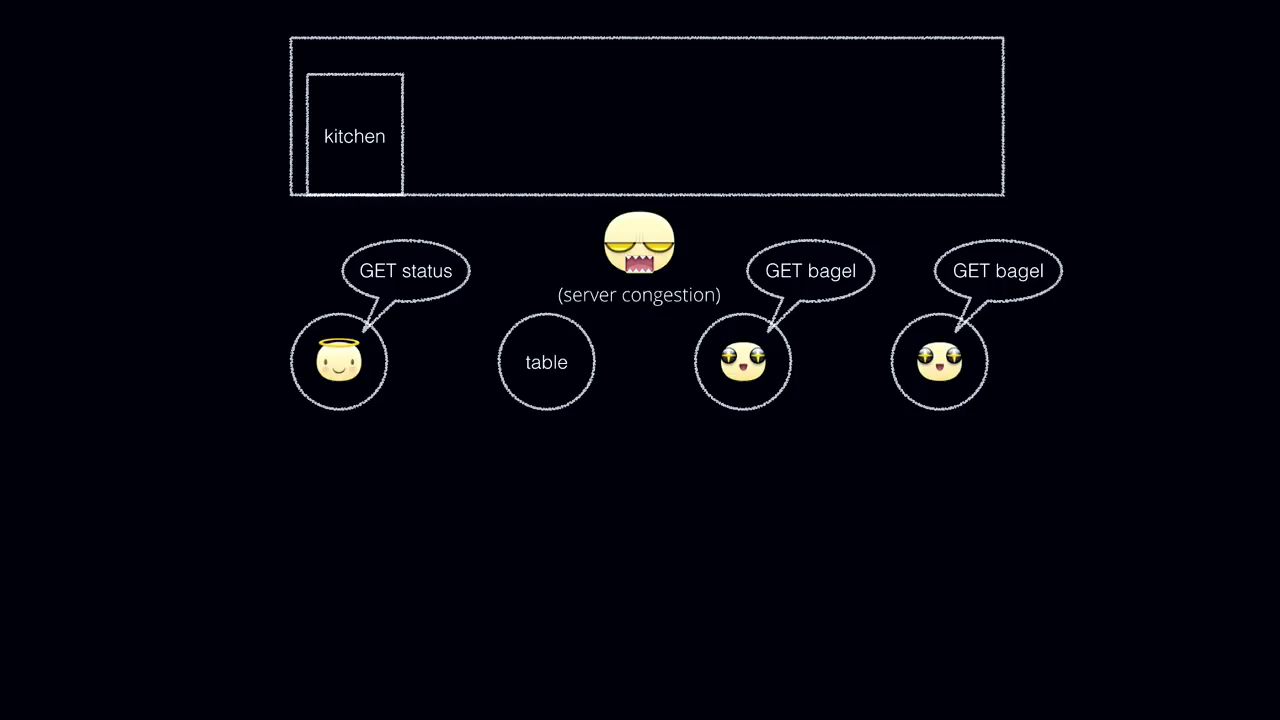 kitchen
GET status
GET bagel
GET bagel
(server congestion)
table